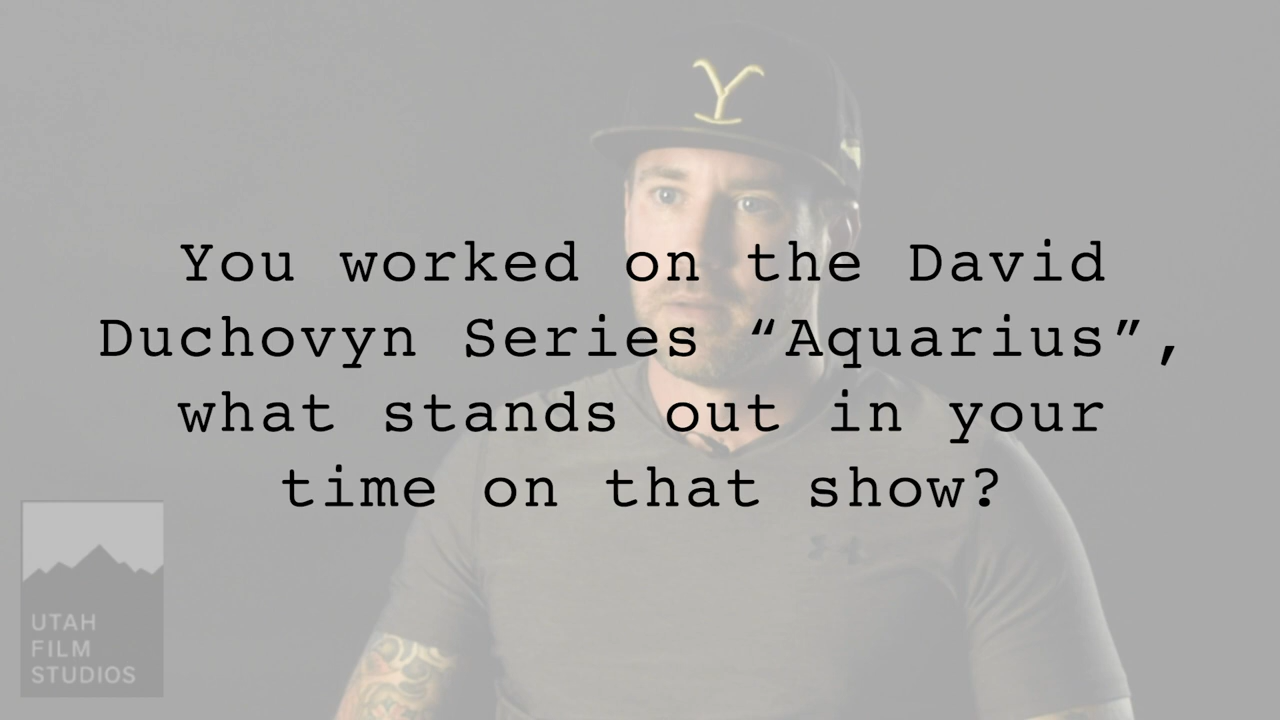 Y
You worked on the David
Duchovyn Series “Aquarius”,
what stands out in your
time on that show?
UTAH
FILM
STUDIOS